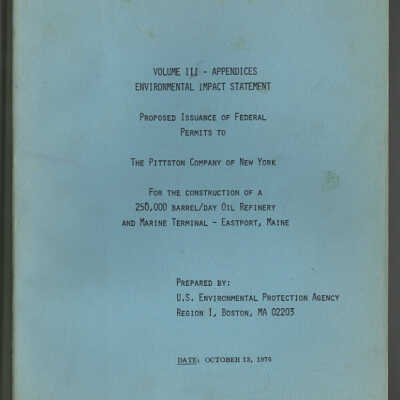 VOLUME III - APPENDICES
ENVIRONMENTAL IMPACT STATEMENT
PROPOSED ISSUANCE OF FEDERAL
PERMITS TO
THE PITTSTON COMPANY OF NEW YORK
FOR THE CONSTRUCTION OF A
250,000 BARREL/DAY OIL REFINERY
AND MARINE TERMINAL - EASTPORT, MAINE
PREPARED BY:
U.S. ENVIRONMENTAL PROTECTION AGENCY
REGION I, BOSTON, MA 02203
DATE: OCTOBER 13, 1976